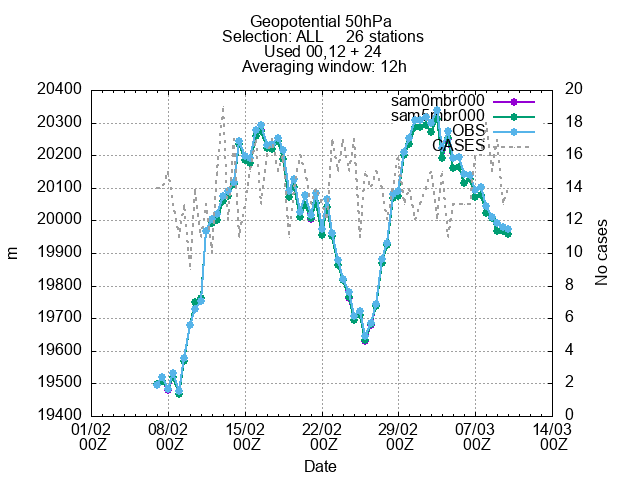 Geopotential 50hPa
Selection: ALL 26 stations
Used 00,12 + 24
Averaging window: 12h
20400
20300
20200
20100
20000
19900
19800
19700
19600
19500
19400
m
20
18
16
14
12
10
8
6
4
2
0
No cases
sam0mbr000
sam5mbr000
OBS
CASES
01/02 08/02 15/02 22/02 29/02 07/03 14/03
00Z 00Z 00Z 00Z 00Z 00Z 00Z
Date